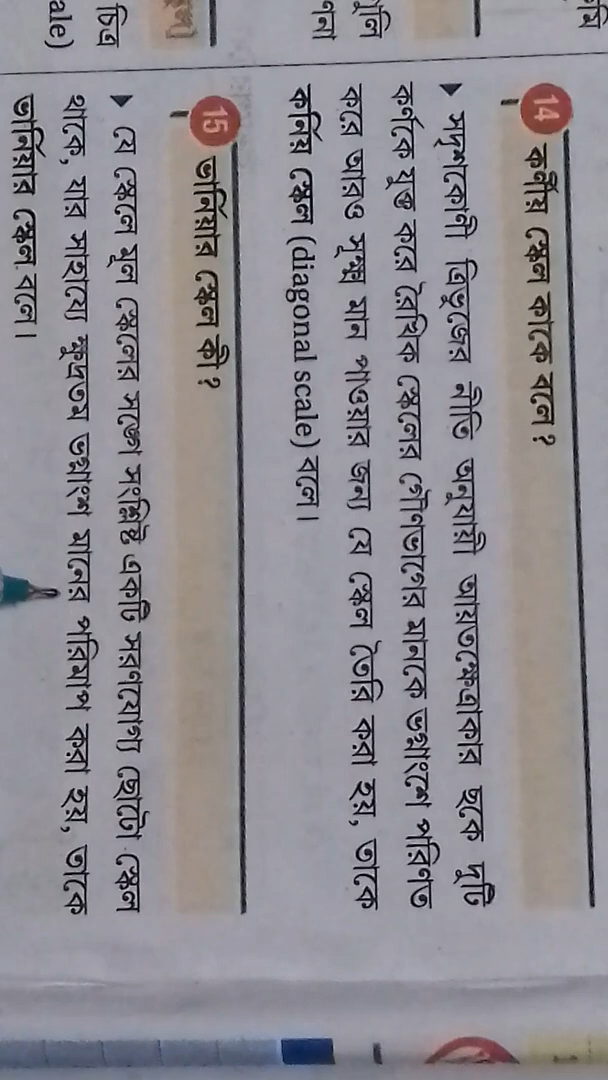 14 কর্ণীয় স্কেল কাকে বলে?
সদৃশকোণী ত্রিভুজের নীতি অনুযায়ী আয়তক্ষেত্রাকার ছকে দুটি
কর্ণকে যুক্ত করে রৈখিক স্কেলের গৌণভাগের মানকে ভগ্নাংশে পরিণত
করে আরও সূক্ষ্ম মান পাওয়ার জন্য যে স্কেল তৈরি করা হয়, তাকে
কর্নিয় স্কেল (diagonal scale) বলে।
15 ভার্নিয়ার স্কেল কী?
যে স্কেলে মূল স্কেলের সঙ্গে সংশ্লিষ্ট একটি সরণযোগ্য ছোটো স্কেল
থাকে, যার সাহায্যে ক্ষুদ্রতম ভগ্নাংশ মানের পরিমাপ করা হয়, তাকে
ভার্নিয়ার স্কেল বলে।
চিত্র
ale)